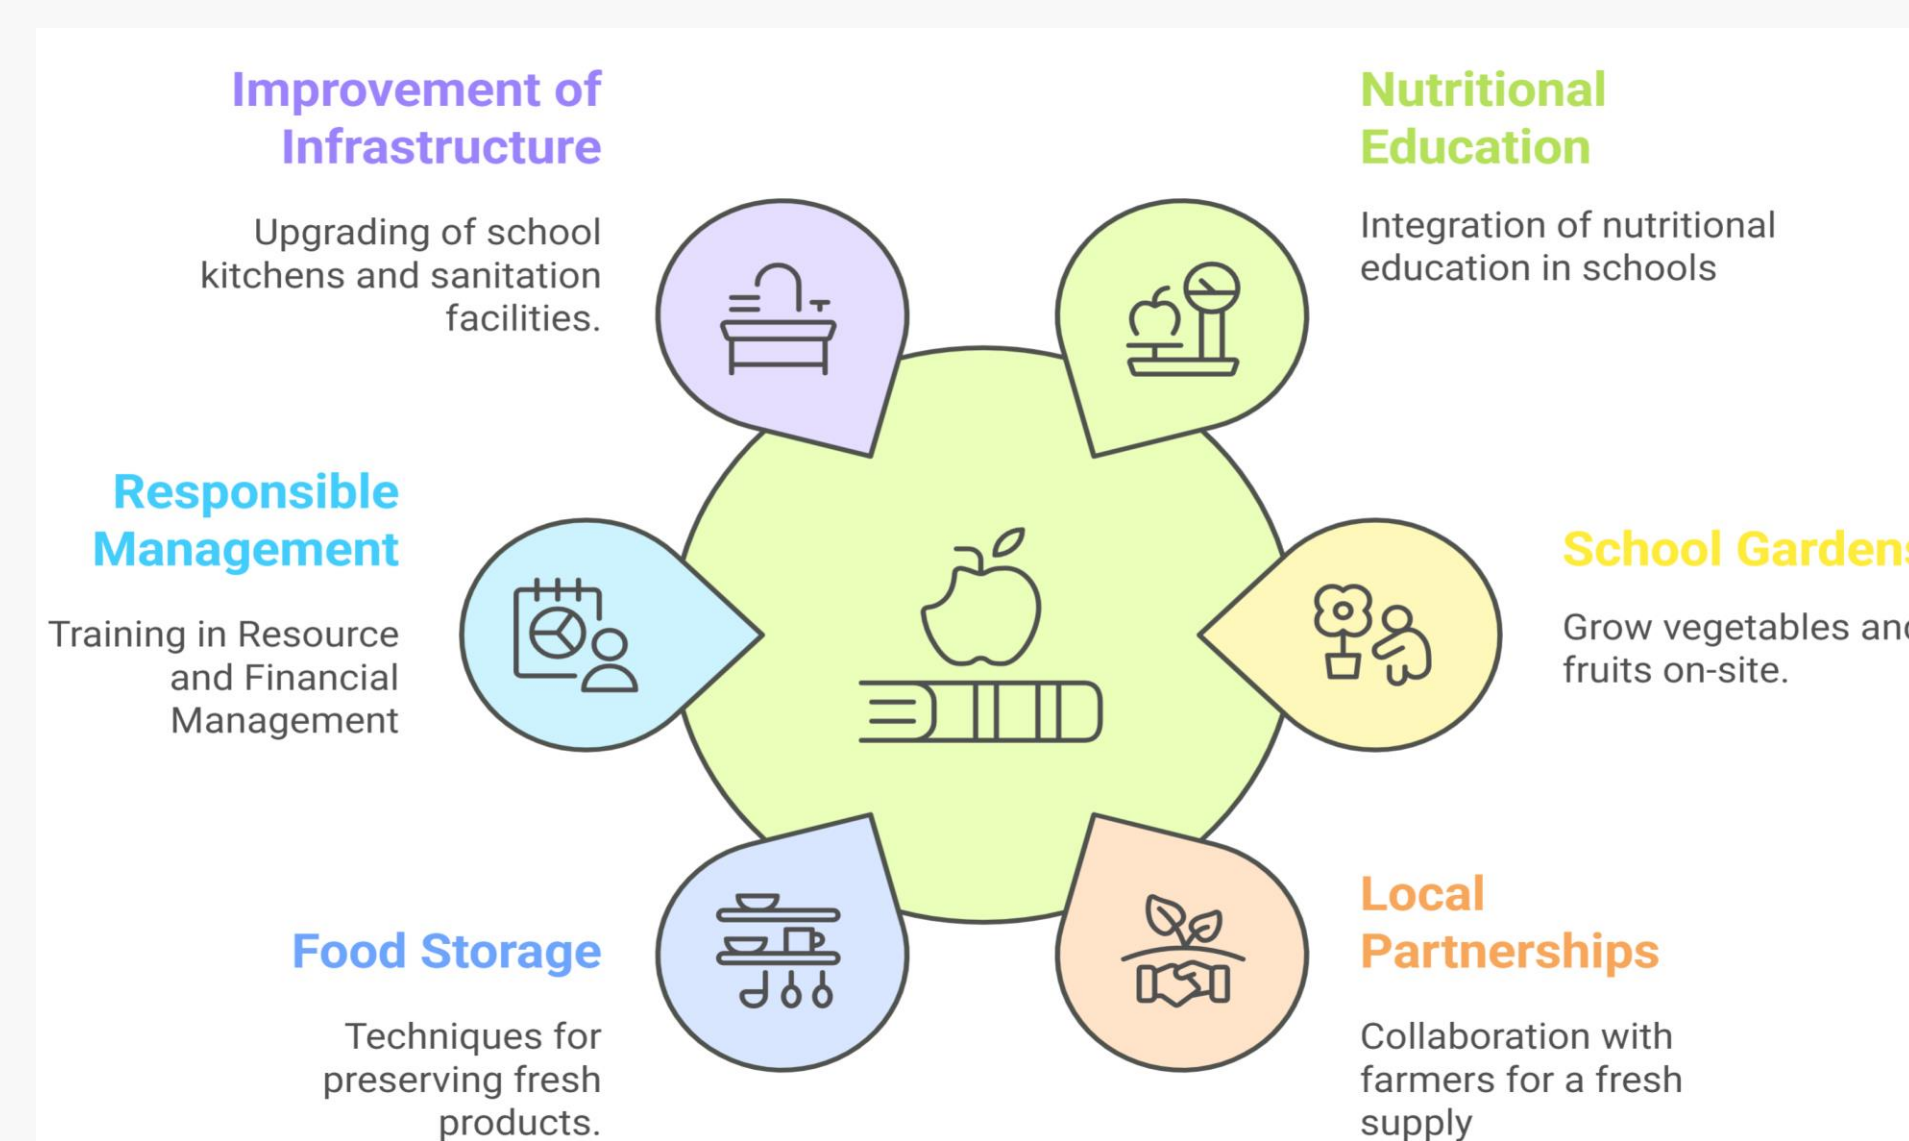 Improvement of
Infrastructure
Upgrading of school
kitchens and sanitation
facilities.
Nutritional
Education
Integration of nutritional
education in schools
Responsible
Management
Training in Resource
and Financial
Management
School Gardens
Grow vegetables and
fruits on-site.
Food Storage
Techniques for
preserving fresh
products.
Local
Partnerships
Collaboration with
farmers for a fresh
supply